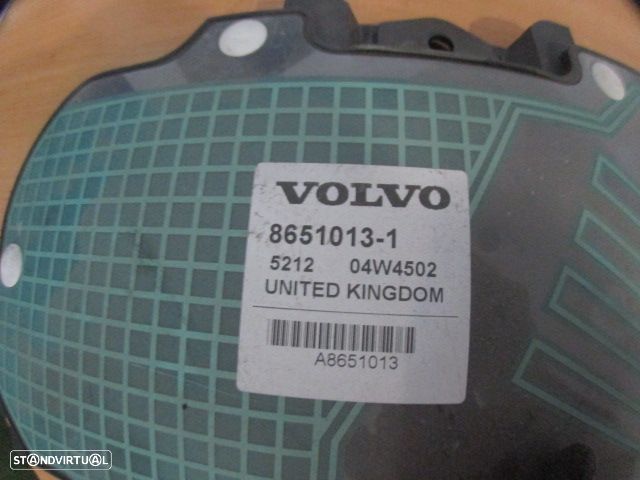 VOLVO
8651013-1
5212 04W4502
UNITED KINGDOM
A8651013
STANDVIRTUAL